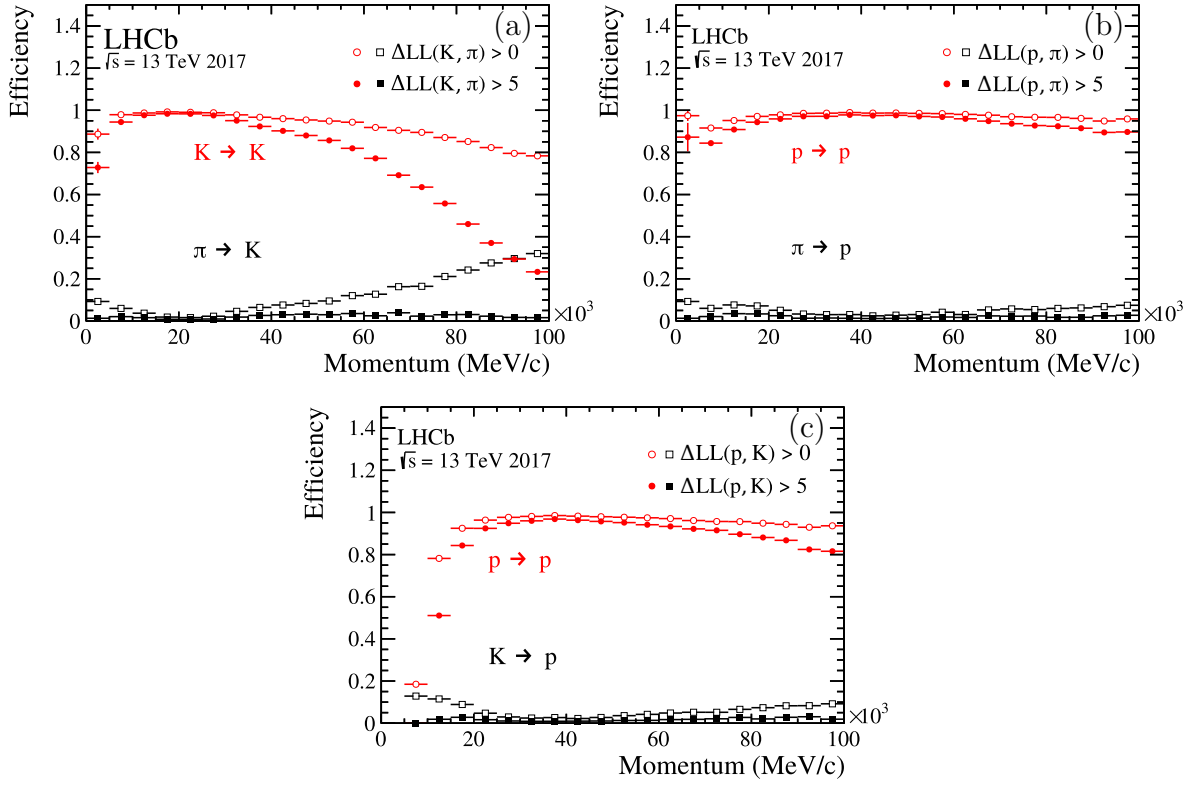 (a)
LHCb
√s = 13 TeV 2017
ΔLL(K, π) > 0
ΔLL(K, π) > 5
K → K
π → K
Efficiency
1.4
1.2
1
0.8
0.6
0.4
0.2
0
0 20 40 60 80 100
×10³
Momentum (MeV/c)
(b)
LHCb
√s = 13 TeV 2017
ΔLL(p, π) > 0
ΔLL(p, π) > 5
p → p
π → p
Efficiency
1.4
1.2
1
0.8
0.6
0.4
0.2
0
0 20 40 60 80 100
×10³
Momentum (MeV/c)
(c)
LHCb
√s = 13 TeV 2017
ΔLL(p, K) > 0
ΔLL(p, K) > 5
p → p
K → p
Efficiency
1.4
1.2
1
0.8
0.6
0.4
0.2
0
0 20 40 60 80 100
×10³
Momentum (MeV/c)